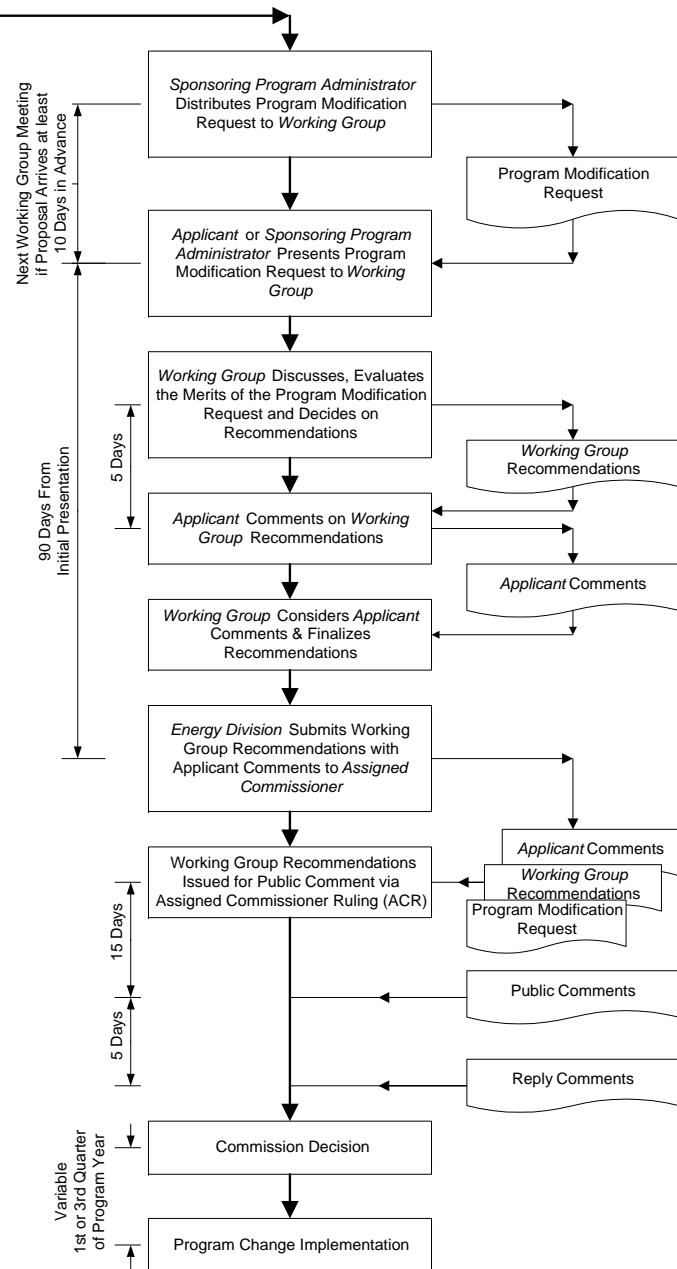 Sponsoring Program Administrator
Distributes Program Modification
Request to Working Group
Next Working Group Meeting
if Proposal Arrives at least
10 Days in Advance
Program Modification
Request
Applicant or Sponsoring Program
Administrator Presents Program
Modification Request to Working
Group
Working Group Discusses, Evaluates
the Merits of the Program Modification
Request and Decides on
Recommendations
5 Days
Working Group
Recommendations
90 Days From
Initial Presentation
Applicant Comments on Working
Group Recommendations
Applicant Comments
Working Group Considers Applicant
Comments & Finalizes
Recommendations
Energy Division Submits Working
Group Recommendations with
Applicant Comments to Assigned
Commissioner
Applicant Comments
Working Group
Recommendations
Program Modification
Request
Working Group Recommendations
Issued for Public Comment via
Assigned Commissioner Ruling (ACR)
15 Days
Public Comments
5 Days
Reply Comments
Commission Decision
Variable
1st or 3rd Quarter
of Program Year
Program Change Implementation